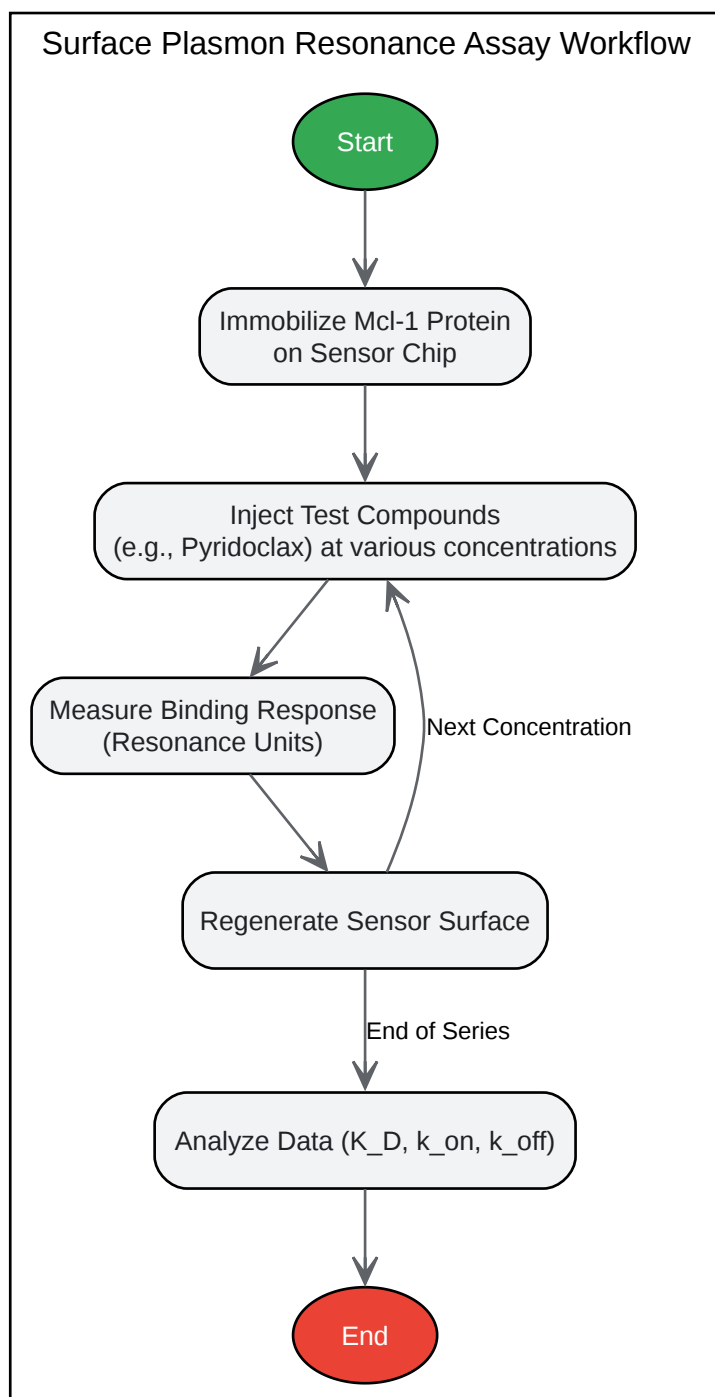 Surface Plasmon Resonance Assay Workflow
Start
Immobilize Mcl-1 Protein
on Sensor Chip
Inject Test Compounds
(e.g., Pyridoclax) at various concentrations
Measure Binding Response
(Resonance Units)
Next Concentration
Regenerate Sensor Surface
End of Series
Analyze Data (K_D, k_on, k_off)
End